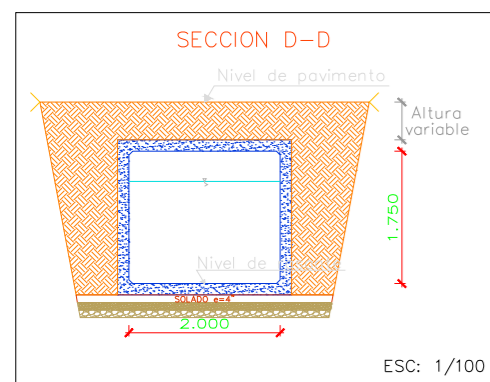 SECCION D-D
Nivel de pavimento
Altura
variable
1.750
Nivel de
SOLADO e=4"
2.000
ESC: 1/100